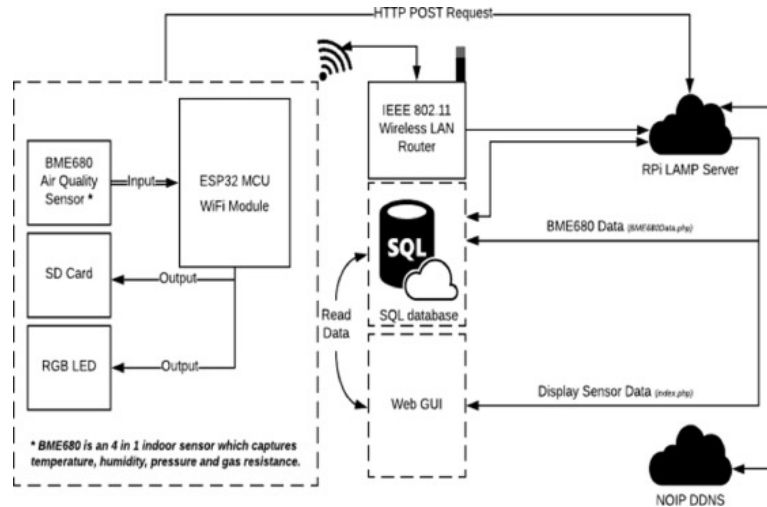 HTTP POST Request
IEEE 802.11
Wireless LAN
Router
BME680
Air Quality
Sensor *
Input
ESP32 MCU
WiFi Module
RPi LAMP Server
SD Card
Output
SQL
SQL database
BME680 Data (BME680Data.php)
Read
Data
RGB LED
Output
Web GUI
Display Sensor Data (index.php)
* BME680 is an 4 in 1 indoor sensor which captures
temperature, humidity, pressure and gas resistance.
NOIP DDNS